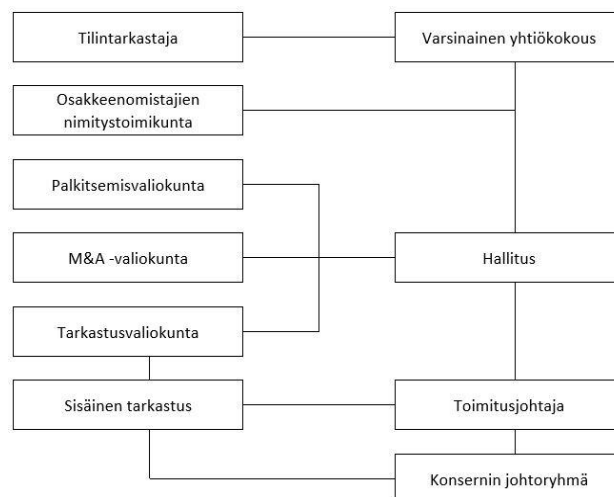 Tilintarkastaja
Varsinainen yhtiökokous
Osakkeenomistajien
nimitystoimikunta
Palkitsemisvaliokunta
M&A -valiokunta
Hallitus
Tarkastusvaliokunta
Sisäinen tarkastus
Toimitusjohtaja
Konsernin johtoryhmä